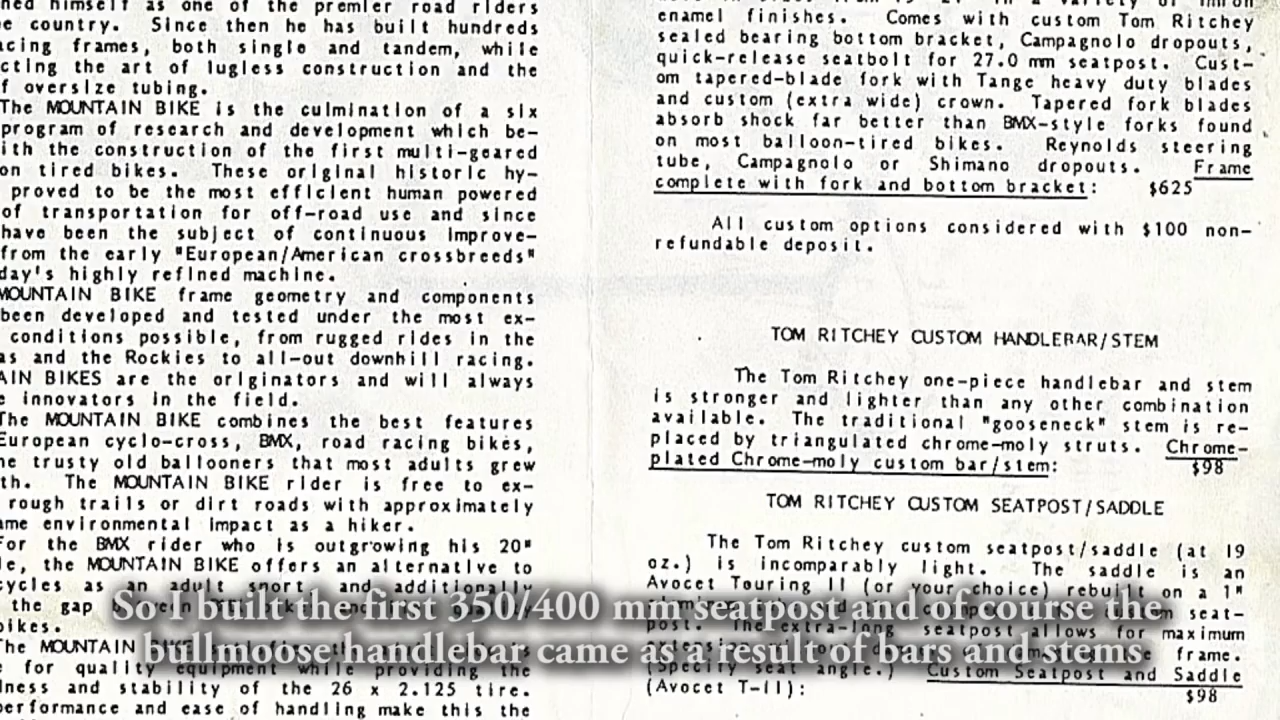 ned himself as one of the premier road riders
e country. Since then he has built hundreds
acing frames, both single and tandem, while
cting the art of lugless construction and the
f oversize tubing.
The MOUNTAIN BIKE is the culmination of a six
program of research and development which be-
ith the construction of the first multi-geared
on tired bikes. These original historic hy-
proved to be the most efficient human powered
of transportation for off-road use and since
have been the subject of continuous improve-
from the early "European/American crossbreeds"
day's highly refined machine.
MOUNTAIN BIKE frame geometry and components
been developed and tested under the most ex-
conditions possible, from rugged rides in the
as and the Rockies to all-out downhill racing.
AIN BIKES are the originators and will always
e innovators in the field.
The MOUNTAIN BIKE combines the best features
European cyclo-cross, BMX, road racing bikes,
he trusty old ballooners that most adults grew
th. The MOUNTAIN BIKE rider is free to ex-
rough trails or dirt roads with approximately
ame environmental impact as a hiker.
For the BMX rider who is outgrowing his 20"
le, the MOUNTAIN BIKE offers an alternative to
cycles as an adult sport and additionally
the gap
bikes.
The MOUNTAIN
e for quality equipment while providing the
lness and stability of the 26 x 2.125 tire.
performance and ease of handling make this the
enamel finishes. Comes with custom Tom Ritchey
sealed bearing bottom bracket, Campagnolo dropouts,
quick-release seatbolt for 27.0 mm seatpost. Cust-
om tapered-blade fork with Tange heavy duty blades
and custom (extra wide) crown. Tapered fork blades
absorb shock far better than BMX-style forks found
on most balloon-tired bikes. Reynolds steering
tube, Campagnolo or Shimano dropouts. Frame
complete with fork and bottom bracket: $625
All custom options considered with $100 non-
refundable deposit.
TOM RITCHEY CUSTOM HANDLEBAR/STEM
The Tom Ritchey one-piece handlebar and stem
is stronger and lighter than any other combination
available. The traditional "gooseneck" stem is re-
placed by triangulated chrome-moly struts. Chrome-
plated Chrome-moly custom bar/stem: $98
TOM RITCHEY CUSTOM SEATPOST/SADDLE
The Tom Ritchey custom seatpost/saddle (at 19
oz.) is incomparably light. The saddle is an
Avocet Touring II (or your choice) rebuilt on a 1"
seat-
post. The extra-long seatpost allows for maximum
frame.
(Specify seat angle.) Custom Seatpost and Saddle
(Avocet T-II): $98
So I built the first 350/400 mm seatpost and of course the
bullmoose handlebar came as a result of bars and stems